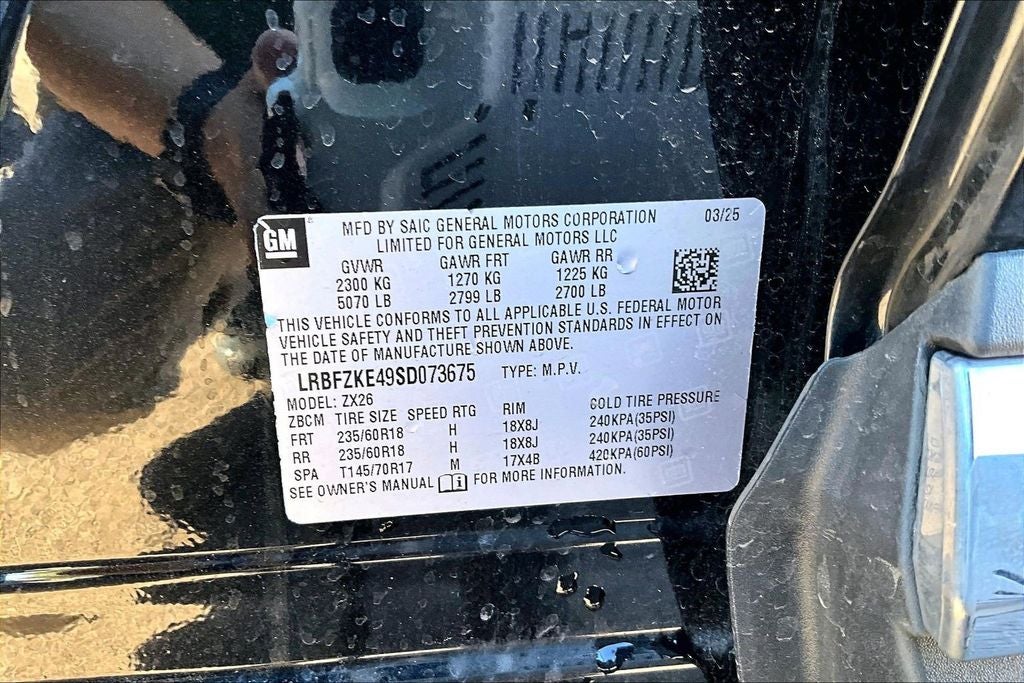 GM
MFD BY SAIC GENERAL MOTORS CORPORATION 03/25
LIMITED FOR GENERAL MOTORS LLC
GVWR GAWR FRT GAWR RR
2300 KG 1270 KG 1225 KG
5070 LB 2799 LB 2700 LB
THIS VEHICLE CONFORMS TO ALL APPLICABLE U.S. FEDERAL MOTOR
VEHICLE SAFETY AND THEFT PREVENTION STANDARDS IN EFFECT ON
THE DATE OF MANUFACTURE SHOWN ABOVE.
LRBFZKE49SD073675 TYPE: M.P.V.
MODEL: ZX26
ZBCM TIRE SIZE SPEED RTG RIM COLD TIRE PRESSURE
FRT 235/60R18 H 18X8J 240KPA(35PSI)
RR 235/60R18 H 18X8J 240KPA(35PSI)
SPA T145/70R17 M 17X4B 420KPA(60PSI)
SEE OWNER'S MANUAL i FOR MORE INFORMATION.